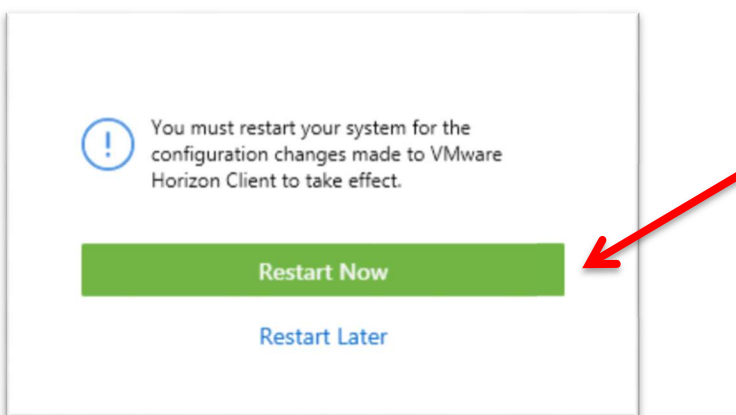 You must restart your system for the
configuration changes made to VMware
Horizon Client to take effect.
Restart Now
Restart Later